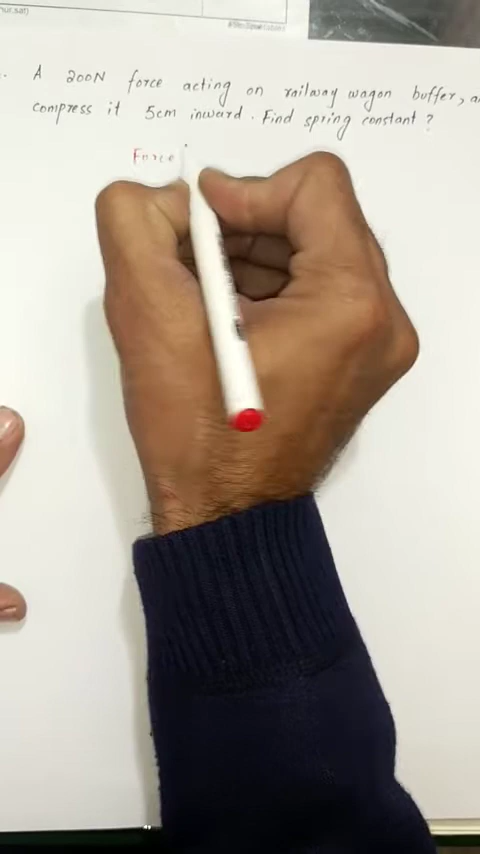 A 200N force acting on railway wagon buffer,
compress it 5cm inward. Find spring constant?
Force